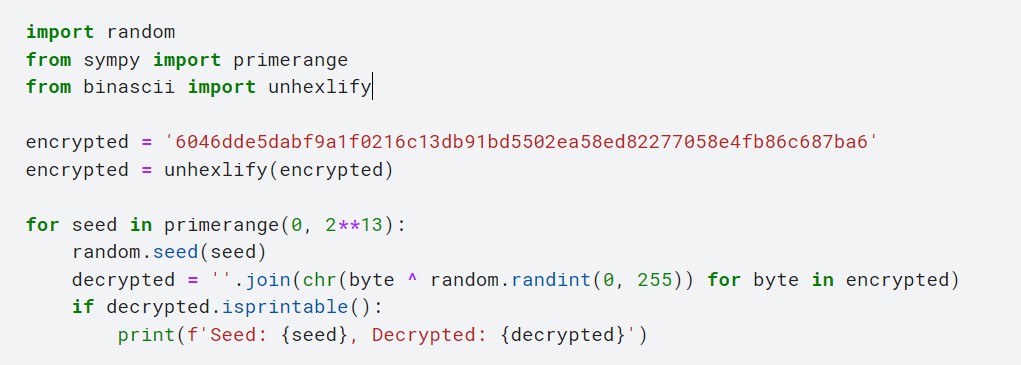 import random
from sympy import primerange
from binascii import unhexlify

encrypted = '6046dde5dabf9a1f0216c13db91bd5502ea58ed82277058e4fb86c687ba6'
encrypted = unhexlify(encrypted)

for seed in primerange(0, 2**13):
    random.seed(seed)
    decrypted = ''.join(chr(byte ^ random.randint(0, 255)) for byte in encrypted)
    if decrypted.isprintable():
        print(f'Seed: {seed}, Decrypted: {decrypted}')